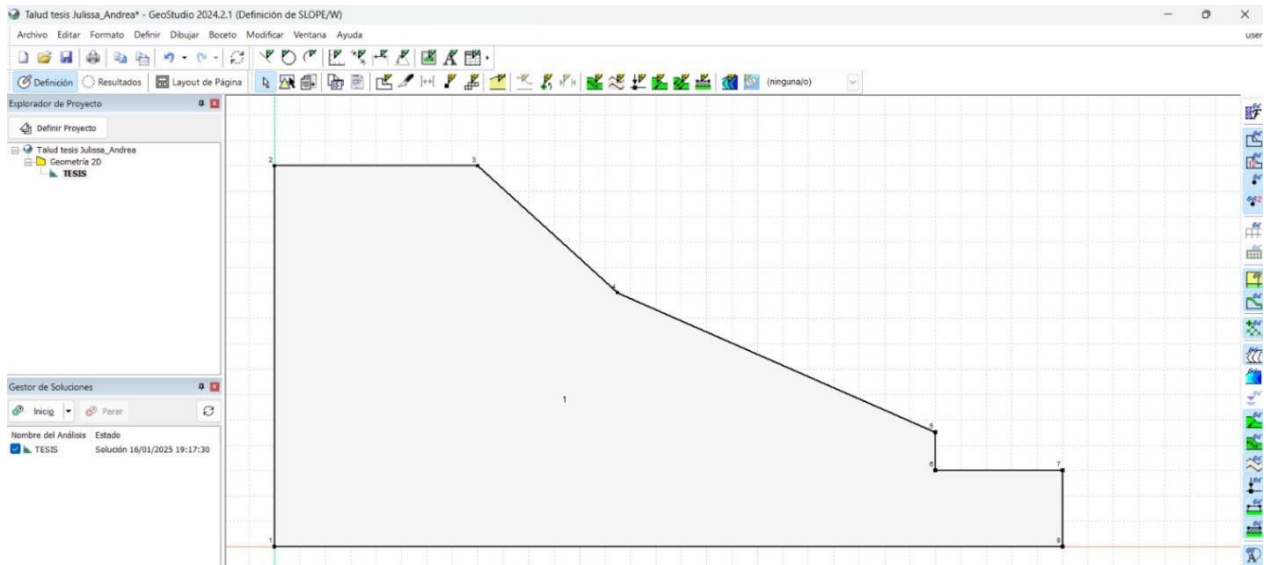 Talud tesis Julissa_Andrea* - GeoStudio 2024.2.1 (Definición de SLOPE/W)
Archivo Editar Formato Definir Dibujar Boceto Modificar Ventana Ayuda
user
Definición Resultados Layout de Página (ninguna/o)
Explorador de Proyecto
Definir Proyecto
Talud tesis Julissa_Andrea
Geometría 2D
TESIS
Gestor de Soluciones
Inicio Parar
Nombre del Análisis Estado
TESIS Solución 16/01/2025 19:17:30
2 3
4
1
5
6 7
1 8